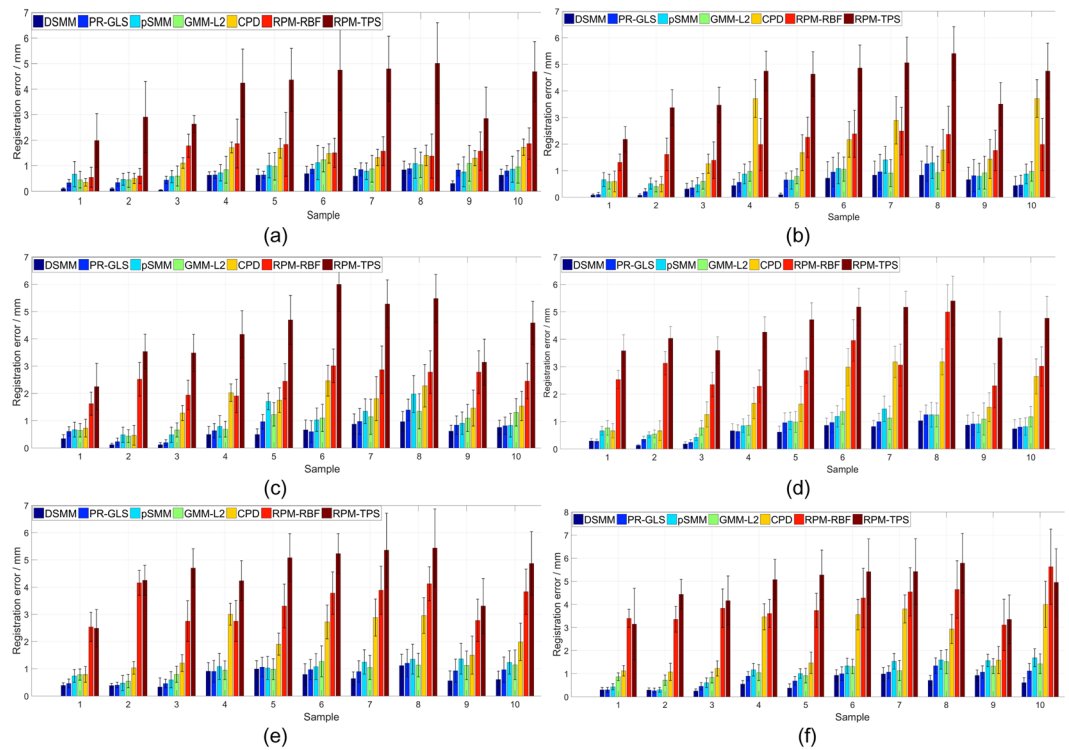 7
DSMM PR-GLS pSMM GMM-L2 CPD RPM-RBF RPM-TPS
6
5
4
3
2
1
0
Registration error / mm
1 2 3 4 5 6 7 8 9 10
Sample
(a)
7
DSMM PR-GLS pSMM GMM-L2 CPD RPM-RBF RPM-TPS
6
5
4
3
2
1
0
Registration error / mm
1 2 3 4 5 6 7 8 9 10
Sample
(b)
7
DSMM PR-GLS pSMM GMM-L2 CPD RPM-RBF RPM-TPS
6
5
4
3
2
1
0
Registration error / mm
1 2 3 4 5 6 7 8 9 10
Sample
(c)
7
DSMM PR-GLS pSMM GMM-L2 CPD RPM-RBF RPM-TPS
6
5
4
3
2
1
0
Registration error / mm
1 2 3 4 5 6 7 8 9 10
Sample
(d)
7
DSMM PR-GLS pSMM GMM-L2 CPD RPM-RBF RPM-TPS
6
5
4
3
2
1
0
Registration error / mm
1 2 3 4 5 6 7 8 9 10
Sample
(e)
8
DSMM PR-GLS pSMM GMM-L2 CPD RPM-RBF RPM-TPS
7
6
5
4
3
2
1
0
Registration error / mm
1 2 3 4 5 6 7 8 9 10
Sample
(f)